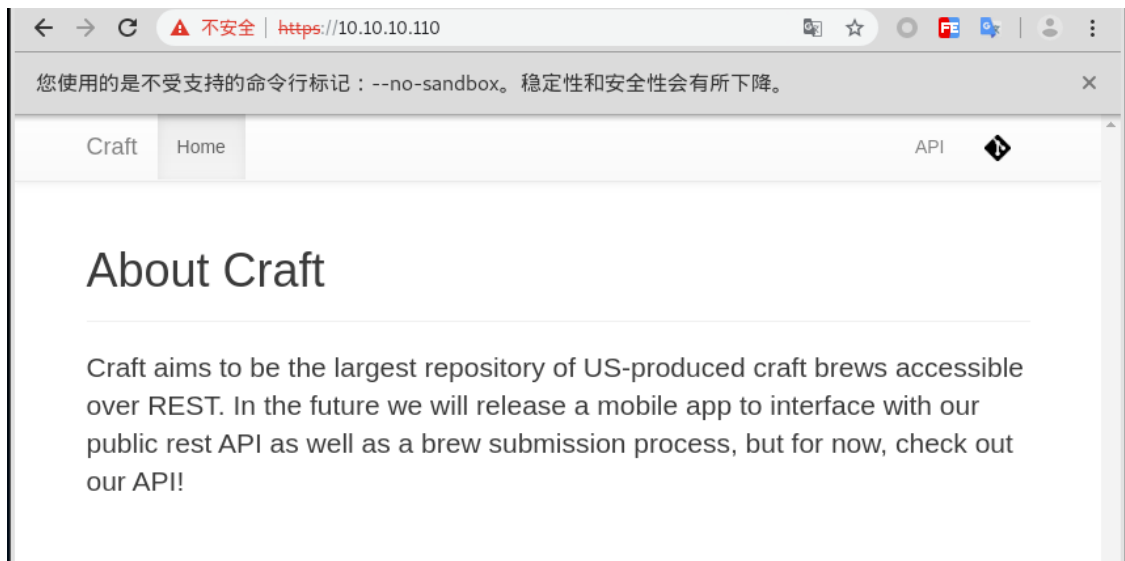 不安全 | https://10.10.10.110
您使用的是不受支持的命令行标记：--no-sandbox。稳定性和安全性会有所下降。
Craft Home API
About Craft
Craft aims to be the largest repository of US-produced craft brews accessible
over REST. In the future we will release a mobile app to interface with our
public rest API as well as a brew submission process, but for now, check out
our API!